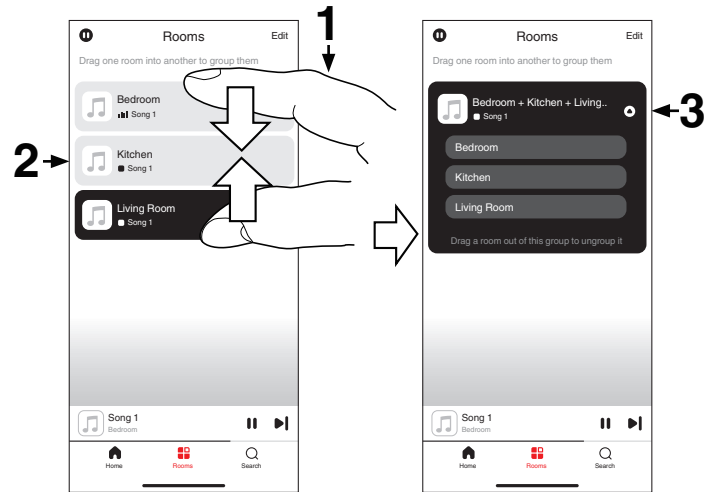 1
Rooms
Edit
Drag one room into another to group them
Bedroom
Song 1
2
Kitchen
Song 1
Living Room
Song 1
Song 1
Bedroom
Home
Rooms
Search
Rooms
Edit
Drag one room into another to group them
Bedroom + Kitchen + Living..
Song 1
3
Bedroom
Kitchen
Living Room
Drag a room out of this group to ungroup it
Song 1
Bedroom
Home
Rooms
Search